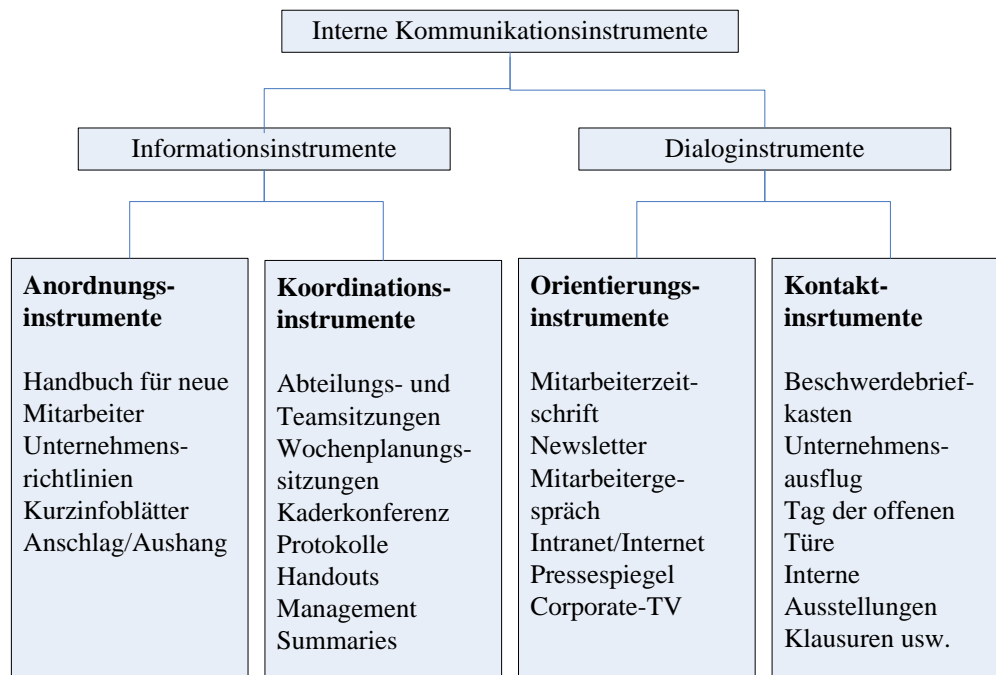 Interne Kommunikationsinstrumente
Informationsinstrumente
Dialoginstrumente
Anordnungs-
instrumente
Handbuch für neue
Mitarbeiter
Unternehmens-
richtlinien
Kurzinfoblätter
Anschlag/Aushang
Koordinations-
instrumente
Abteilungs- und
Teamsitzungen
Wochenplanungs-
sitzungen
Kaderkonferenz
Protokolle
Handouts
Management
Summaries
Orientierungs-
instrumente
Mitarbeiterzeit-
schrift
Newsletter
Mitarbeiterge-
spräch
Intranet/Internet
Pressespiegel
Corporate-TV
Kontakt-
insrtumente
Beschwerdebrief-
kasten
Unternehmens-
ausflug
Tag der offenen
Türe
Interne
Ausstellungen
Klausuren usw.